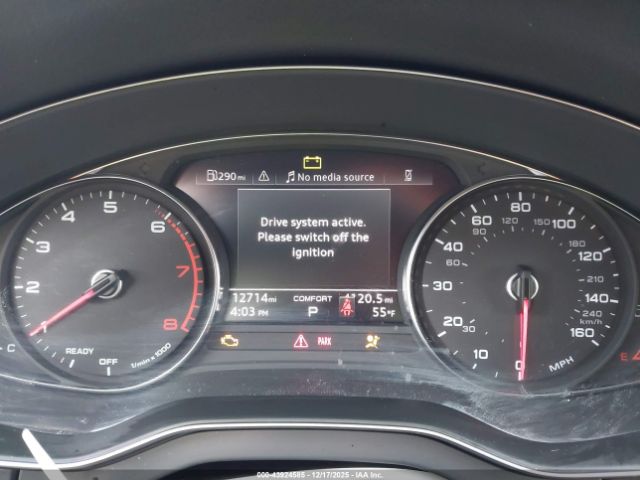 290 mi
No media source
Drive system active.
Please switch off the
ignition
12714 mi
COMFORT
20.5 mi
4:03 PM
P
55°F
PARK
1 2 3 4 5 6 7 8
READY
OFF
1/min x 1000
C
0 10 20 30 40 60 80 100 120 140 160
30 60 90 120 150 180 210 240
km/h
MPH
E
000-43924585 - 12/17/2025 - IAA Inc.